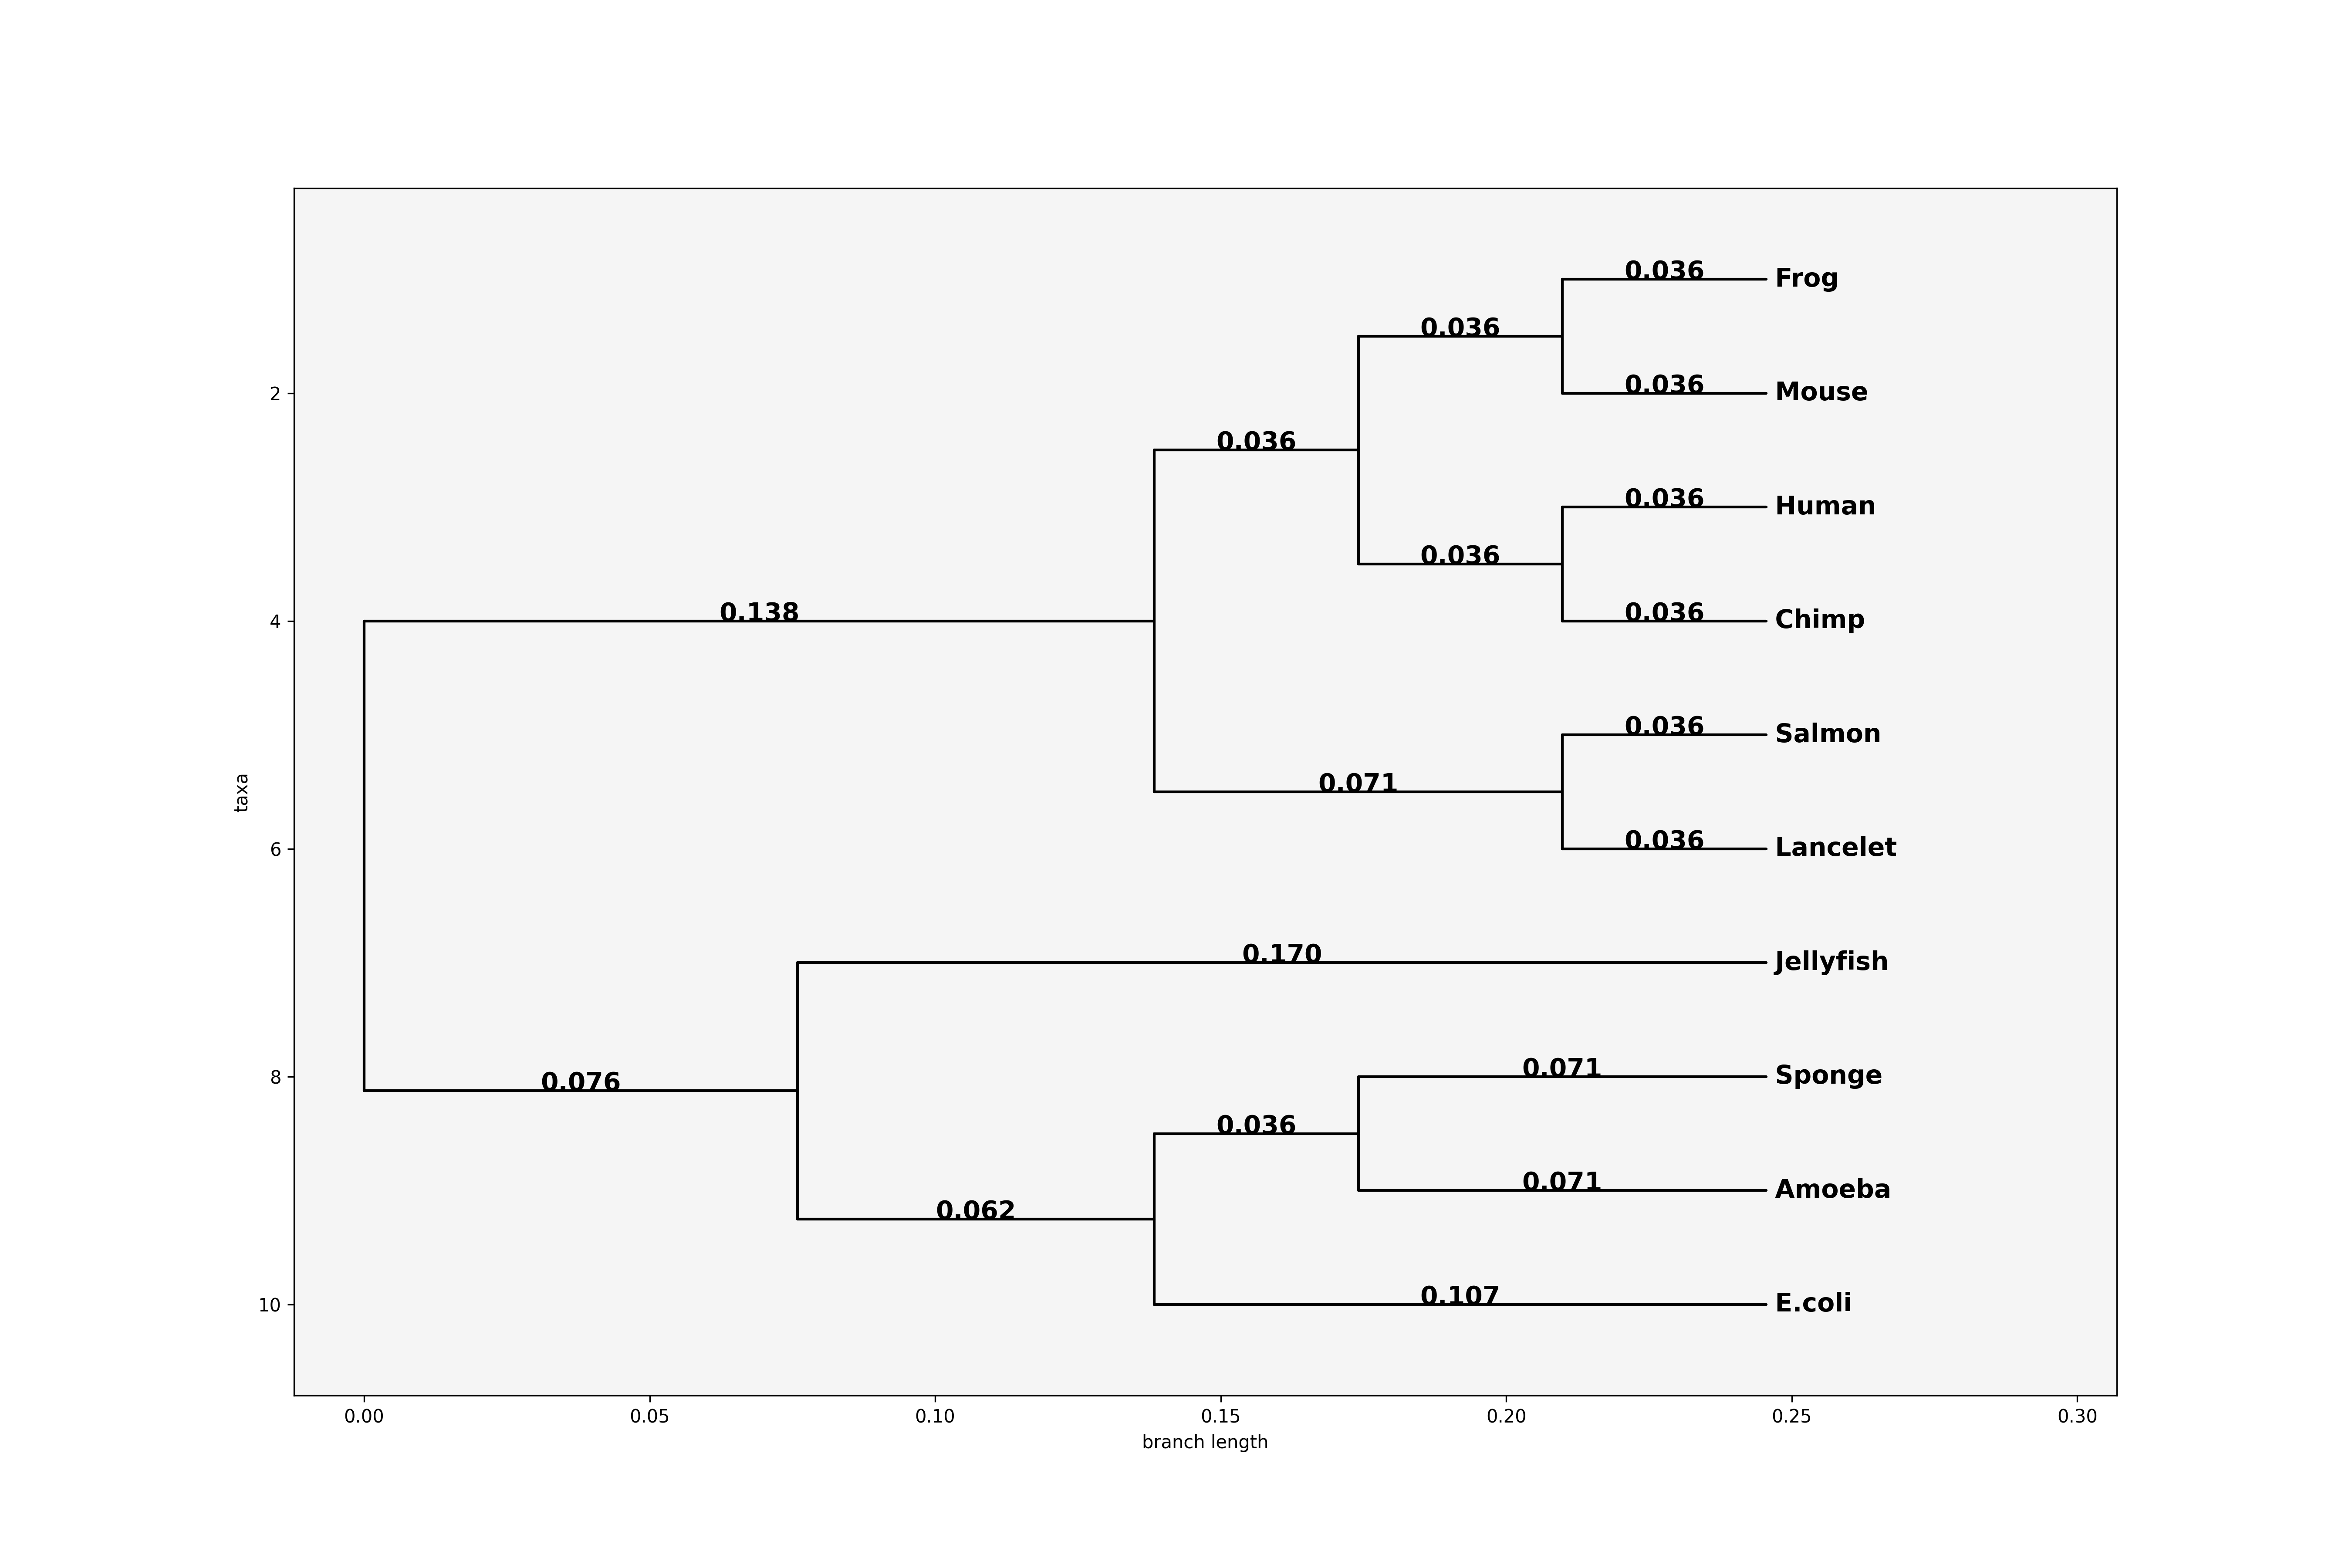 0.036 Frog
0.036
0.036 Mouse
2
0.036
0.036 Human
0.036
0.138
0.036 Chimp
4
0.036 Salmon
0.071
taxa
0.036 Lancelet
6
0.170 Jellyfish
0.071 Sponge
8
0.076
0.036
0.071 Amoeba
0.062
0.107 E.coli
10
0.00 0.05 0.10 0.15 0.20 0.25 0.30
branch length